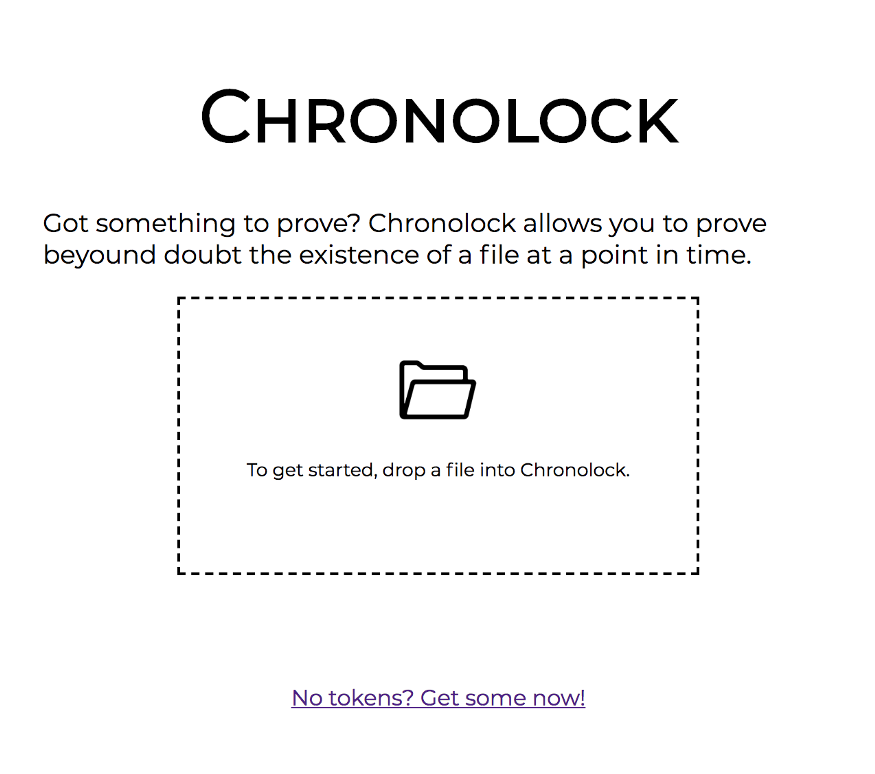 Chronolock
Got something to prove? Chronolock allows you to prove
beyound doubt the existence of a file at a point in time.
To get started, drop a file into Chronolock.
No tokens? Get some now!